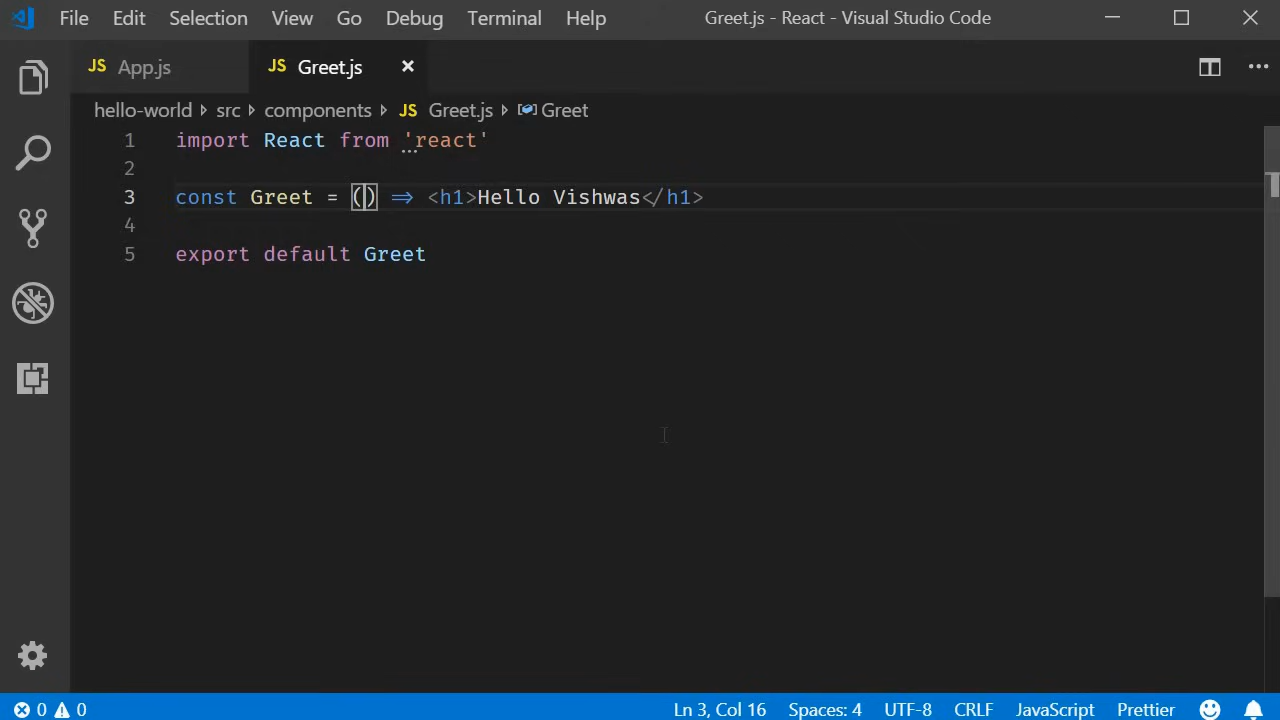 File Edit Selection View Go Debug Terminal Help Greet.js - React - Visual Studio Code
JS App.js JS Greet.js
hello-world src components JS Greet.js Greet
1 import React from 'react'
2
3 const Greet = () => <h1>Hello Vishwas</h1>
4
5 export default Greet
0 0 Ln 3, Col 16 Spaces: 4 UTF-8 CRLF JavaScript Prettier